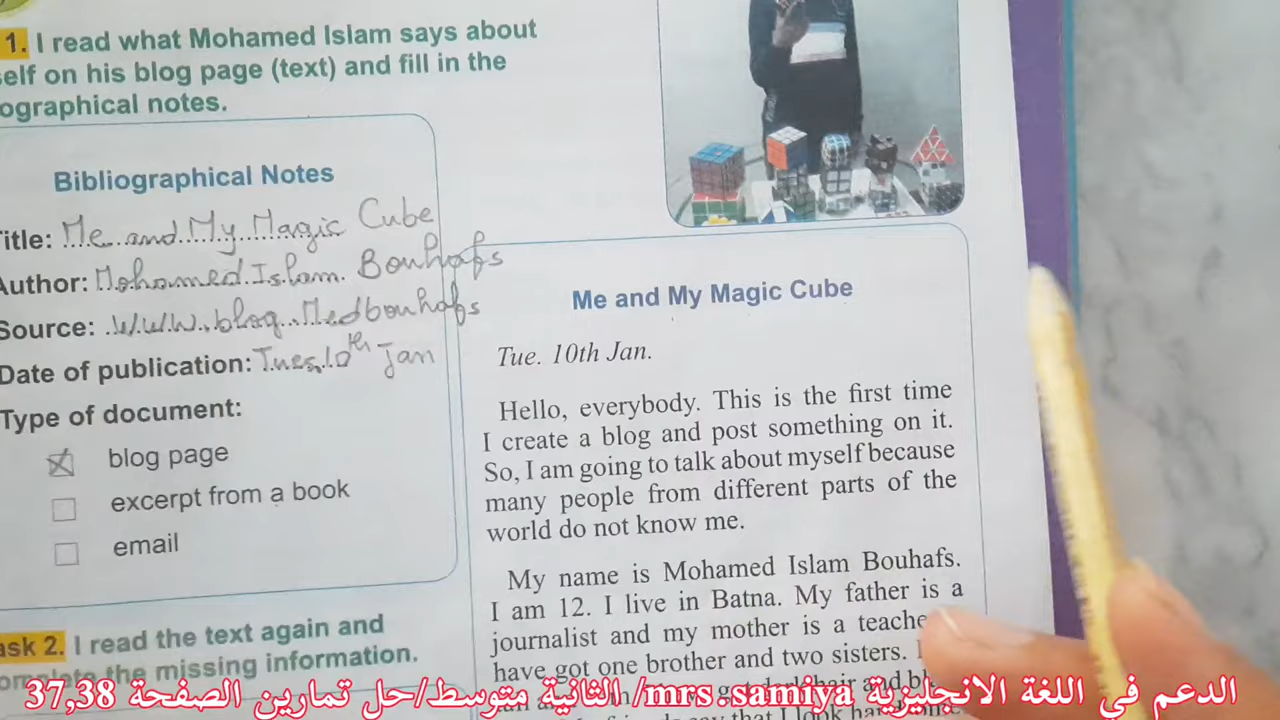 1. I read what Mohamed Islam says about
self on his blog page (text) and fill in the
ographical notes.
Bibliographical Notes
Title: Me and My Magic Cube
Author: Mohamed Islam Bouhafs
Source: www.blog.Medbouhafs
Date of publication: Tues, 10th Jan
Type of document:
blog page
excerpt from a book
email
ask 2. I read the text again and
the missing information.
Me and My Magic Cube
Tue. 10th Jan.
Hello, everybody. This is the first time
I create a blog and post something on it.
So, I am going to talk about myself because
many people from different parts of the
world do not know me.
My name is Mohamed Islam Bouhafs.
I am 12. I live in Batna. My father is a
journalist and my mother is a teache
have got one brother and two sisters.
hair and
that I look
الدعم في اللغة الانجليزية mrs.samiya/ الثانية متوسط/حل تمارين الصفحة 37,38